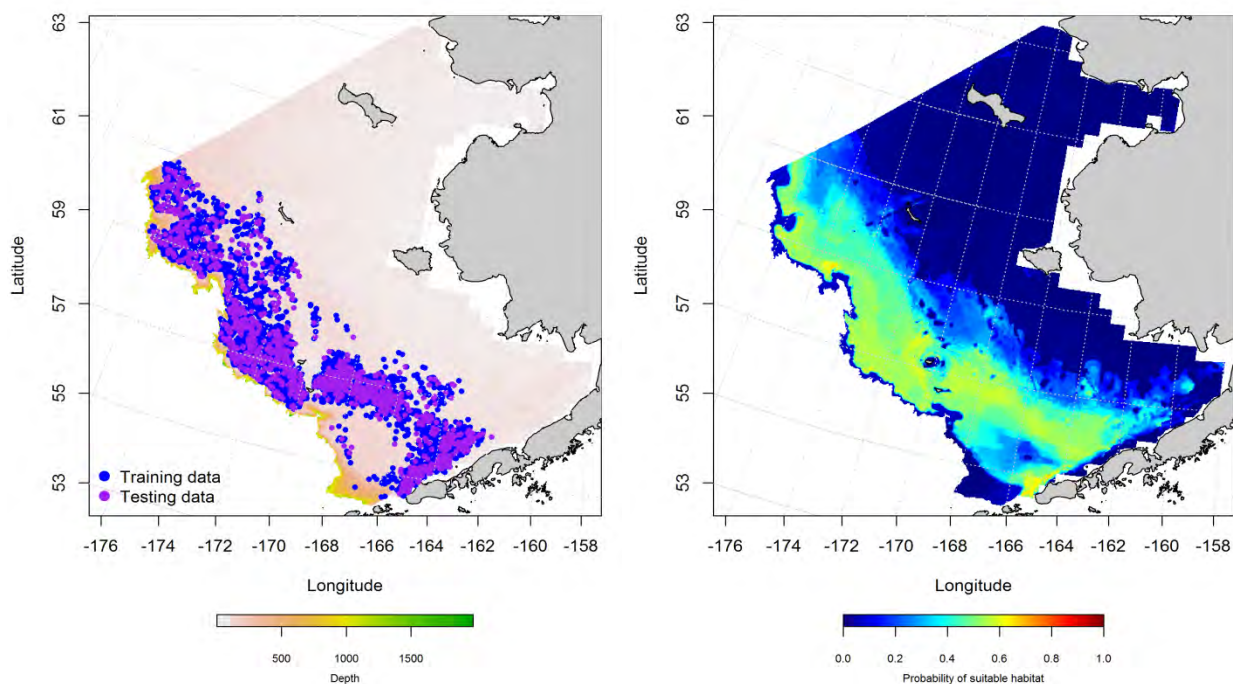 63
61
59
57
55
53
Latitude
Training data
Testing data
-176 -174 -172 -170 -168 -166 -164 -162 -160 -158
Longitude
500 1000 1500
Depth
63
61
59
57
55
53
Latitude
-176 -174 -172 -170 -168 -166 -164 -162 -160 -158
Longitude
0.0 0.2 0.4 0.6 0.8 1.0
Probability of suitable habitat